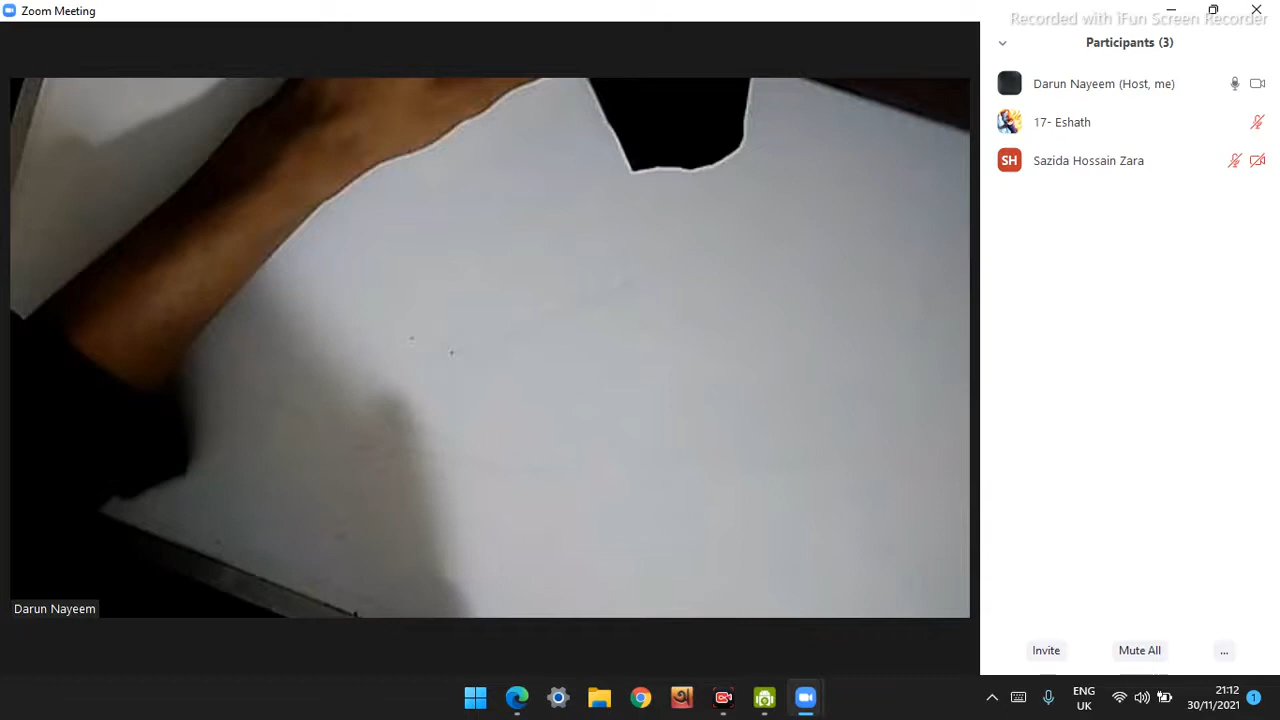 Zoom Meeting
Recorded with iFun Screen Recorder
Participants (3)
Darun Nayeem (Host, me)
17- Eshath
SH
Sazida Hossain Zara
Darun Nayeem
Invite
Mute All
...
অ
ENG
UK
21:12
30/11/2021
1